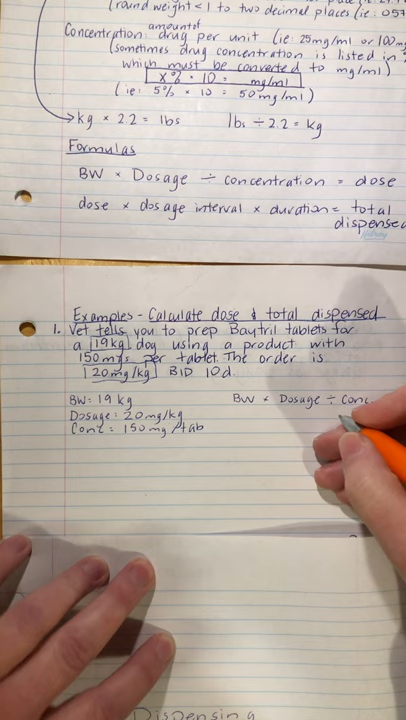 (round weight < 1 to two decimal places (ie: 0.57
Concentration: amount of drug per unit (ie: 25mg/ml or 100mg
(sometimes drug concentration is listed in %
which must be converted to mg/ml)
X% · 10 = mg/ml
(ie: 5% × 10 = 50mg/ml)
kg × 2.2 = lbs lbs ÷ 2.2 = kg
Formulas
BW × Dosage ÷ concentration = dose
dose × dosage interval × duration = total
dispensed
Examples - Calculate dose & total dispensed
1. Vet tells you to prep Baytril tablets for
a 19kg dog using a product with
150mgs per tablet. The order is
20mg/kg BID 10d.
BW: 19 kg BW × Dosage ÷ Conc
Dosage: 20mg/kg
Conc: 150mg/tab
Dispensing